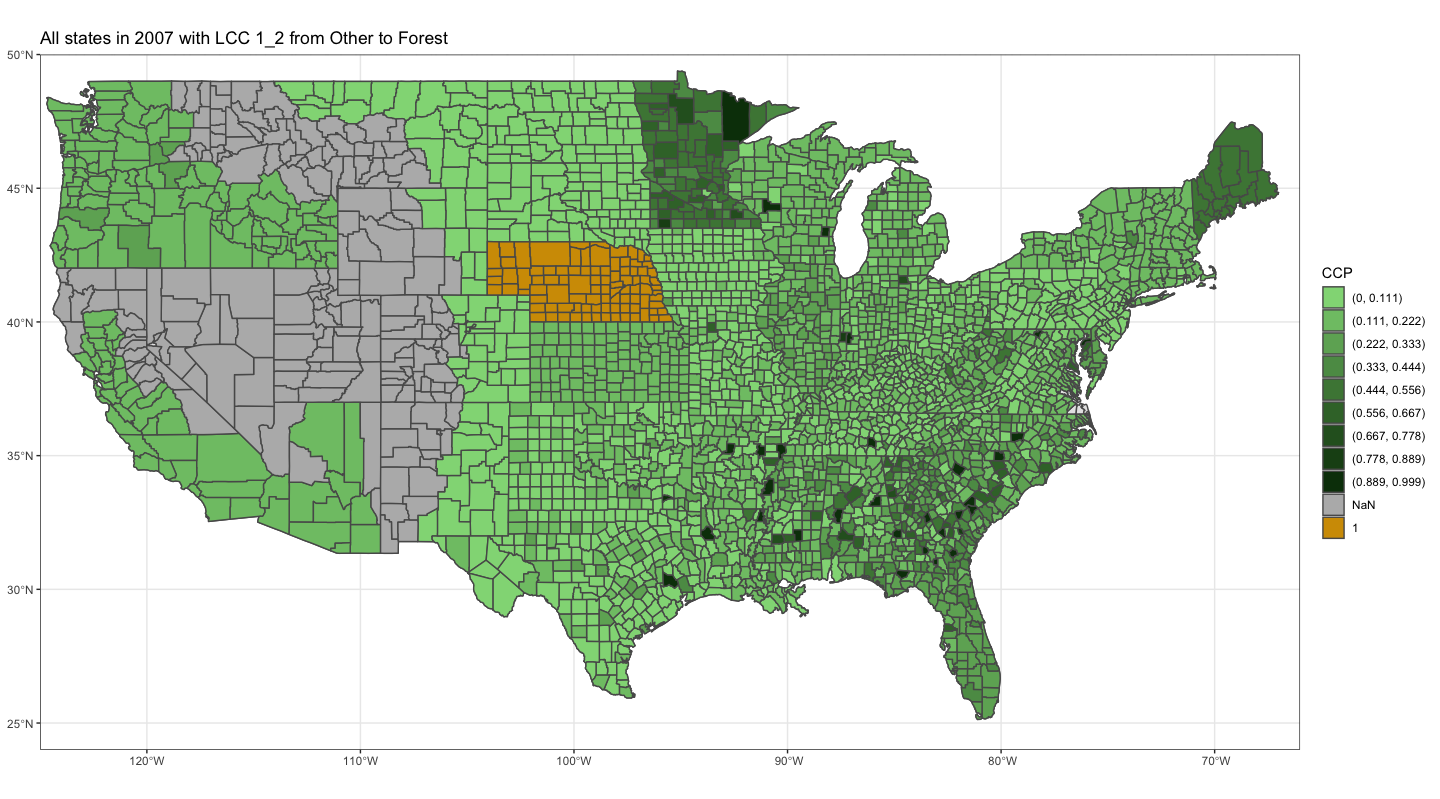 All states in 2007 with LCC 1_2 from Other to Forest
50°N
45°N
40°N
35°N
30°N
25°N
120°W
110°W
100°W
90°W
80°W
70°W
CCP
(0, 0.111)
(0.111, 0.222)
(0.222, 0.333)
(0.333, 0.444)
(0.444, 0.556)
(0.556, 0.667)
(0.667, 0.778)
(0.778, 0.889)
(0.889, 0.999)
NaN
1